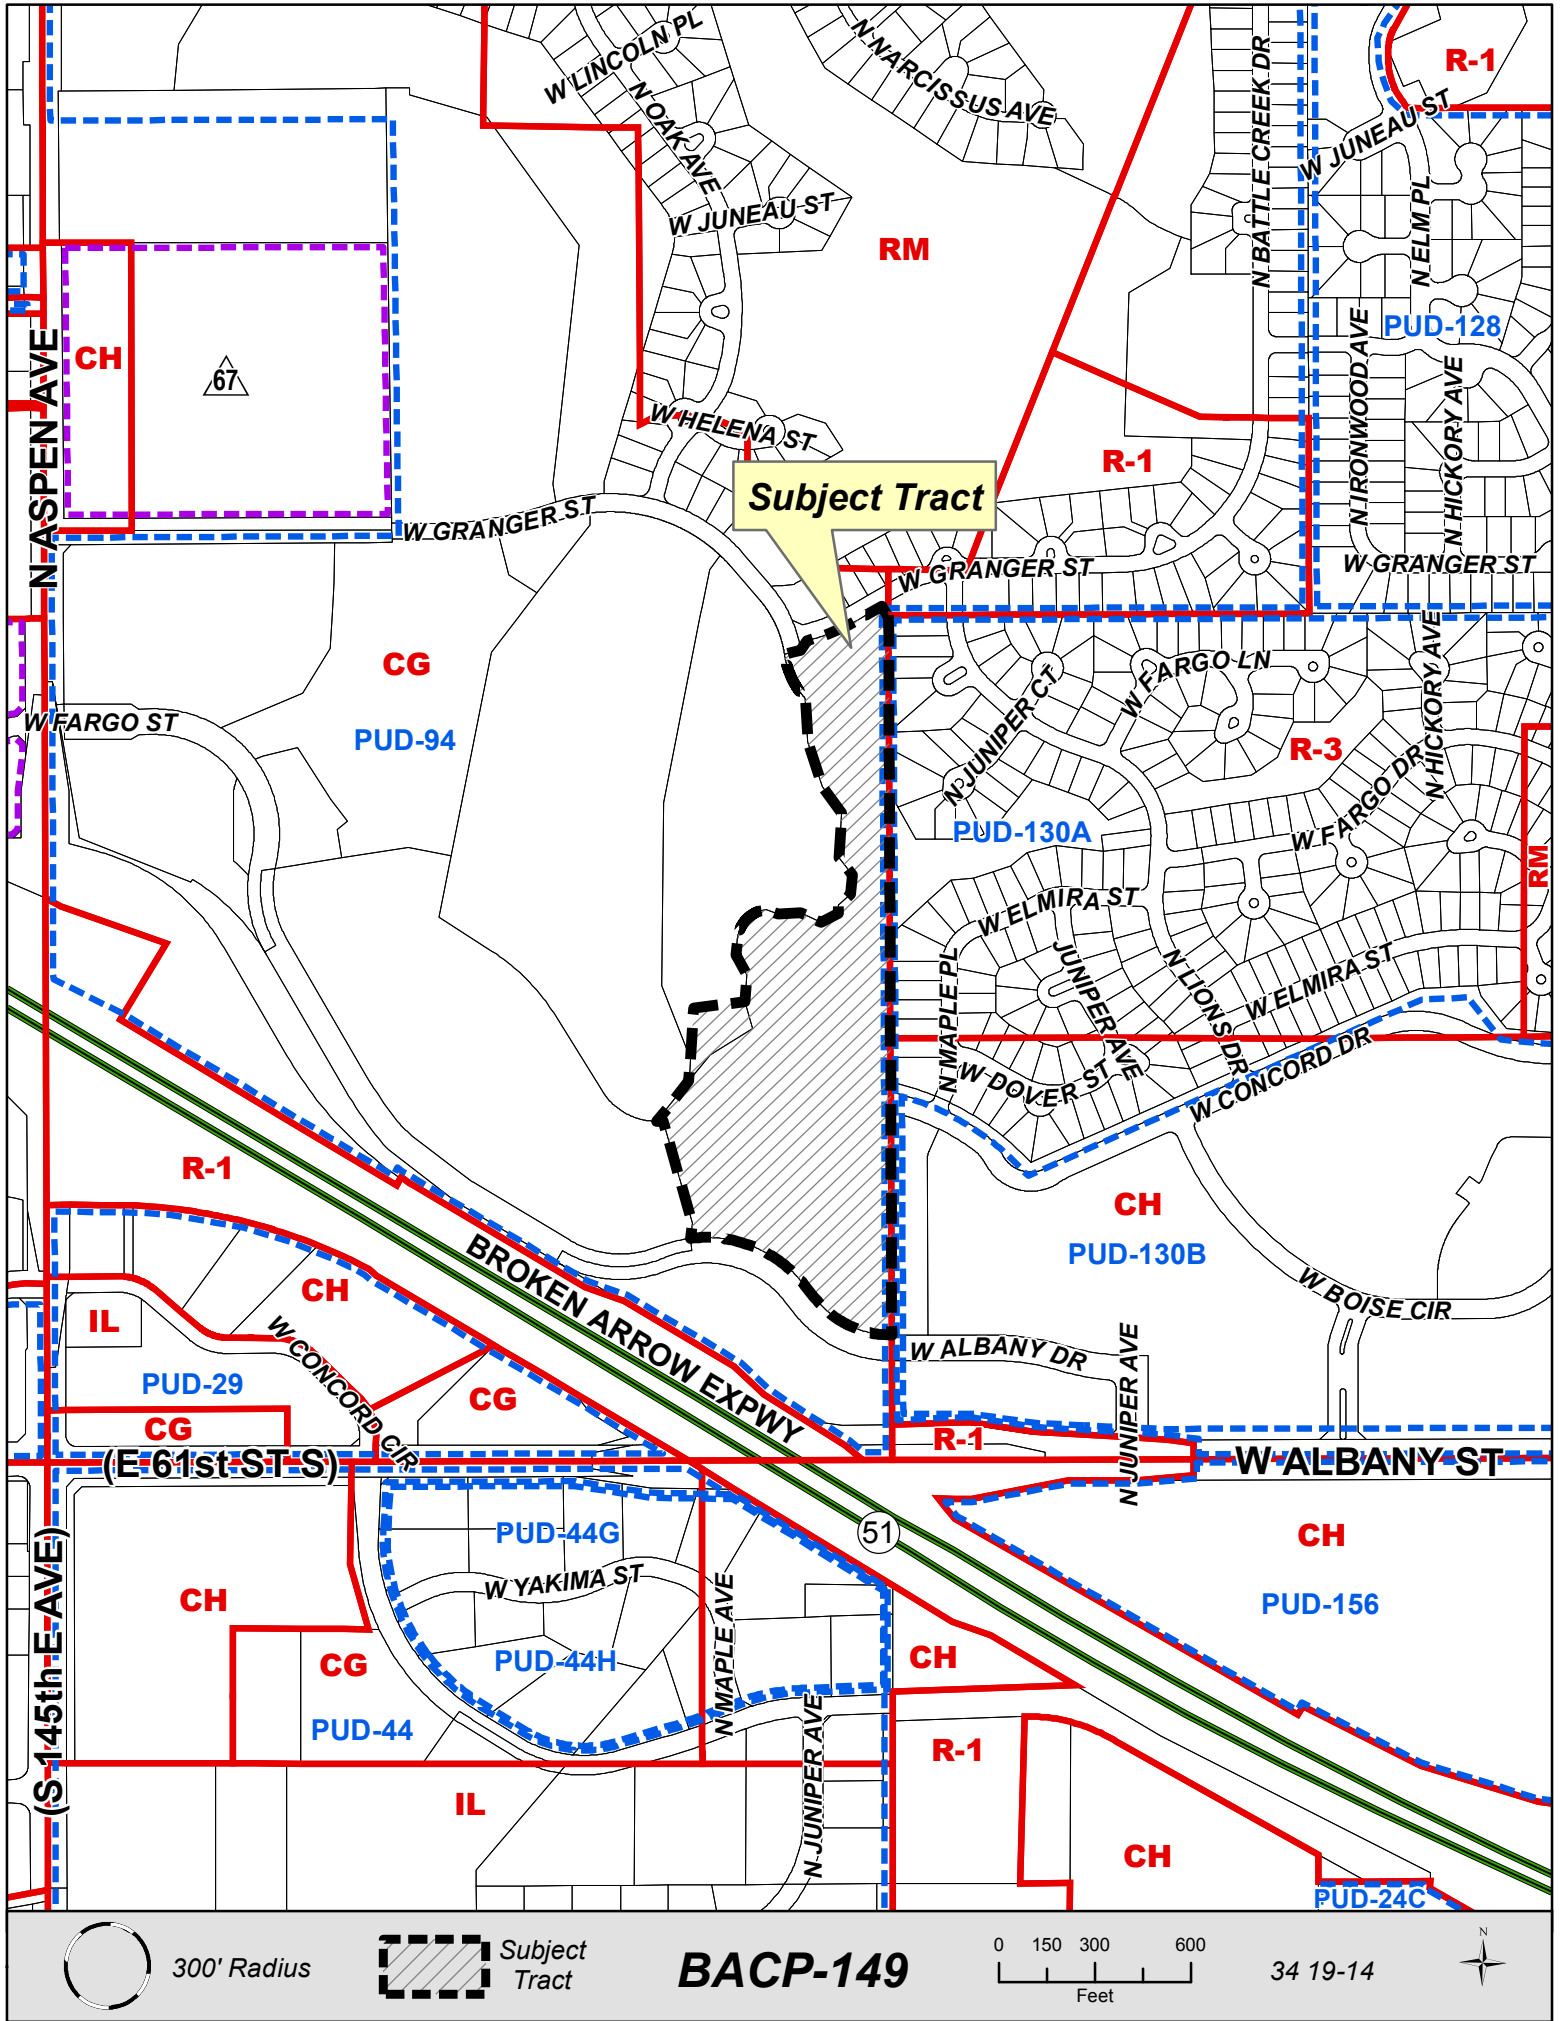 W LINCOLN PL
N NARCISSUS AVE
N BATTLE CREEK DR
R-1
W JUNEAU ST
N OAK AVE
W JUNEAU ST
RM
N ELM PL
PUD-128
CH
67
N ASPEN AVE
W HELENA ST
N IRONWOOD AVE
N HICKORY AVE
R-1
Subject Tract
W GRANGER ST
W GRANGER ST
W GRANGER ST
CG
PUD-94
W FARGO ST
N JUNIPER CT
W FARGO LN
N HICKORY AVE
R-3
PUD-130A
W FARGO DR
RM
W ELMIRA ST
N MAPLE PL
JUNIPER AVE
N LIONS DR
W ELMIRA ST
W DOVER ST
W CONCORD DR
R-1
CH
PUD-130B
BROKEN ARROW EXPWY
CH
IL
W CONCORD CIR
W BOISE CIR
W ALBANY DR
N JUNIPER AVE
PUD-29
CG
CG
R-1
(E 61st ST S)
W ALBANY ST
51
PUD-44G
W YAKIMA ST
CH
CH
PUD-156
(S 145th E AVE)
CG
PUD-44H
N MAPLE AVE
CH
PUD-44
N JUNIPER AVE
R-1
IL
CH
PUD-24C
300' Radius
Subject
Tract
BACP-149
0 150 300 600
Feet
34 19-14
N